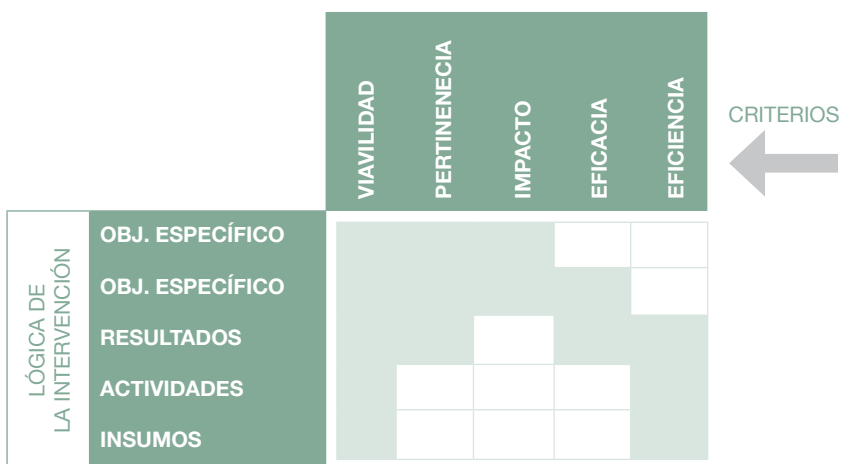 VIAVILIDAD
PERTINENECIA
IMPACTO
EFICACIA
EFICIENCIA
CRITERIOS
LÓGICA DE
LA INTERVENCIÓN
OBJ. ESPECÍFICO
OBJ. ESPECÍFICO
RESULTADOS
ACTIVIDADES
INSUMOS